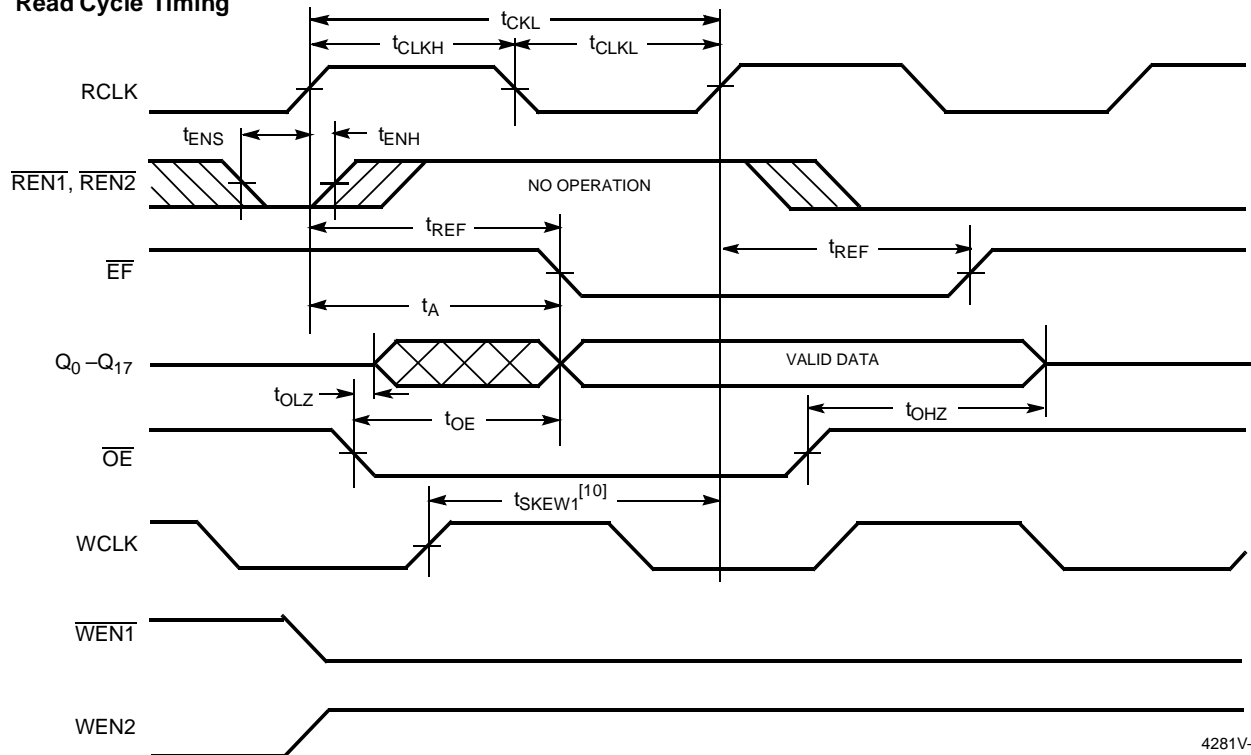 Read Cycle Timing
tCKL
tCLKH
tCLKL
RCLK
tENS
tENH
REN1, REN2
NO OPERATION
tREF
tREF
EF
tA
Q0 –Q17
VALID DATA
tOLZ
tOE
tOHZ
OE
tSKEW1[10]
WCLK
WEN1
WEN2
4281V-